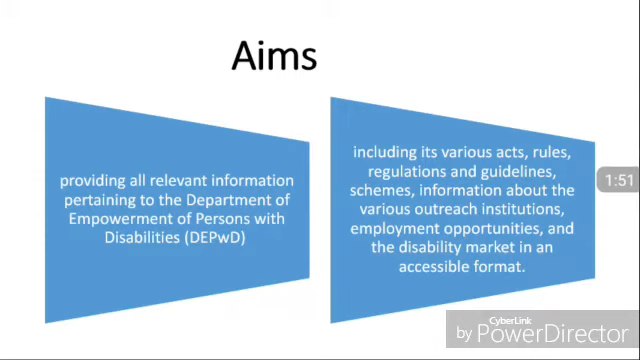 Aims
providing all relevant information
pertaining to the Department of
Empowerment of Persons with
Disabilities (DEPwD)
including its various acts, rules,
regulations and guidelines,
schemes, information about the
various outreach institutions,
employment opportunities, and
the disability market in an
accessible format.
1:51
CyberLink
by PowerDirector